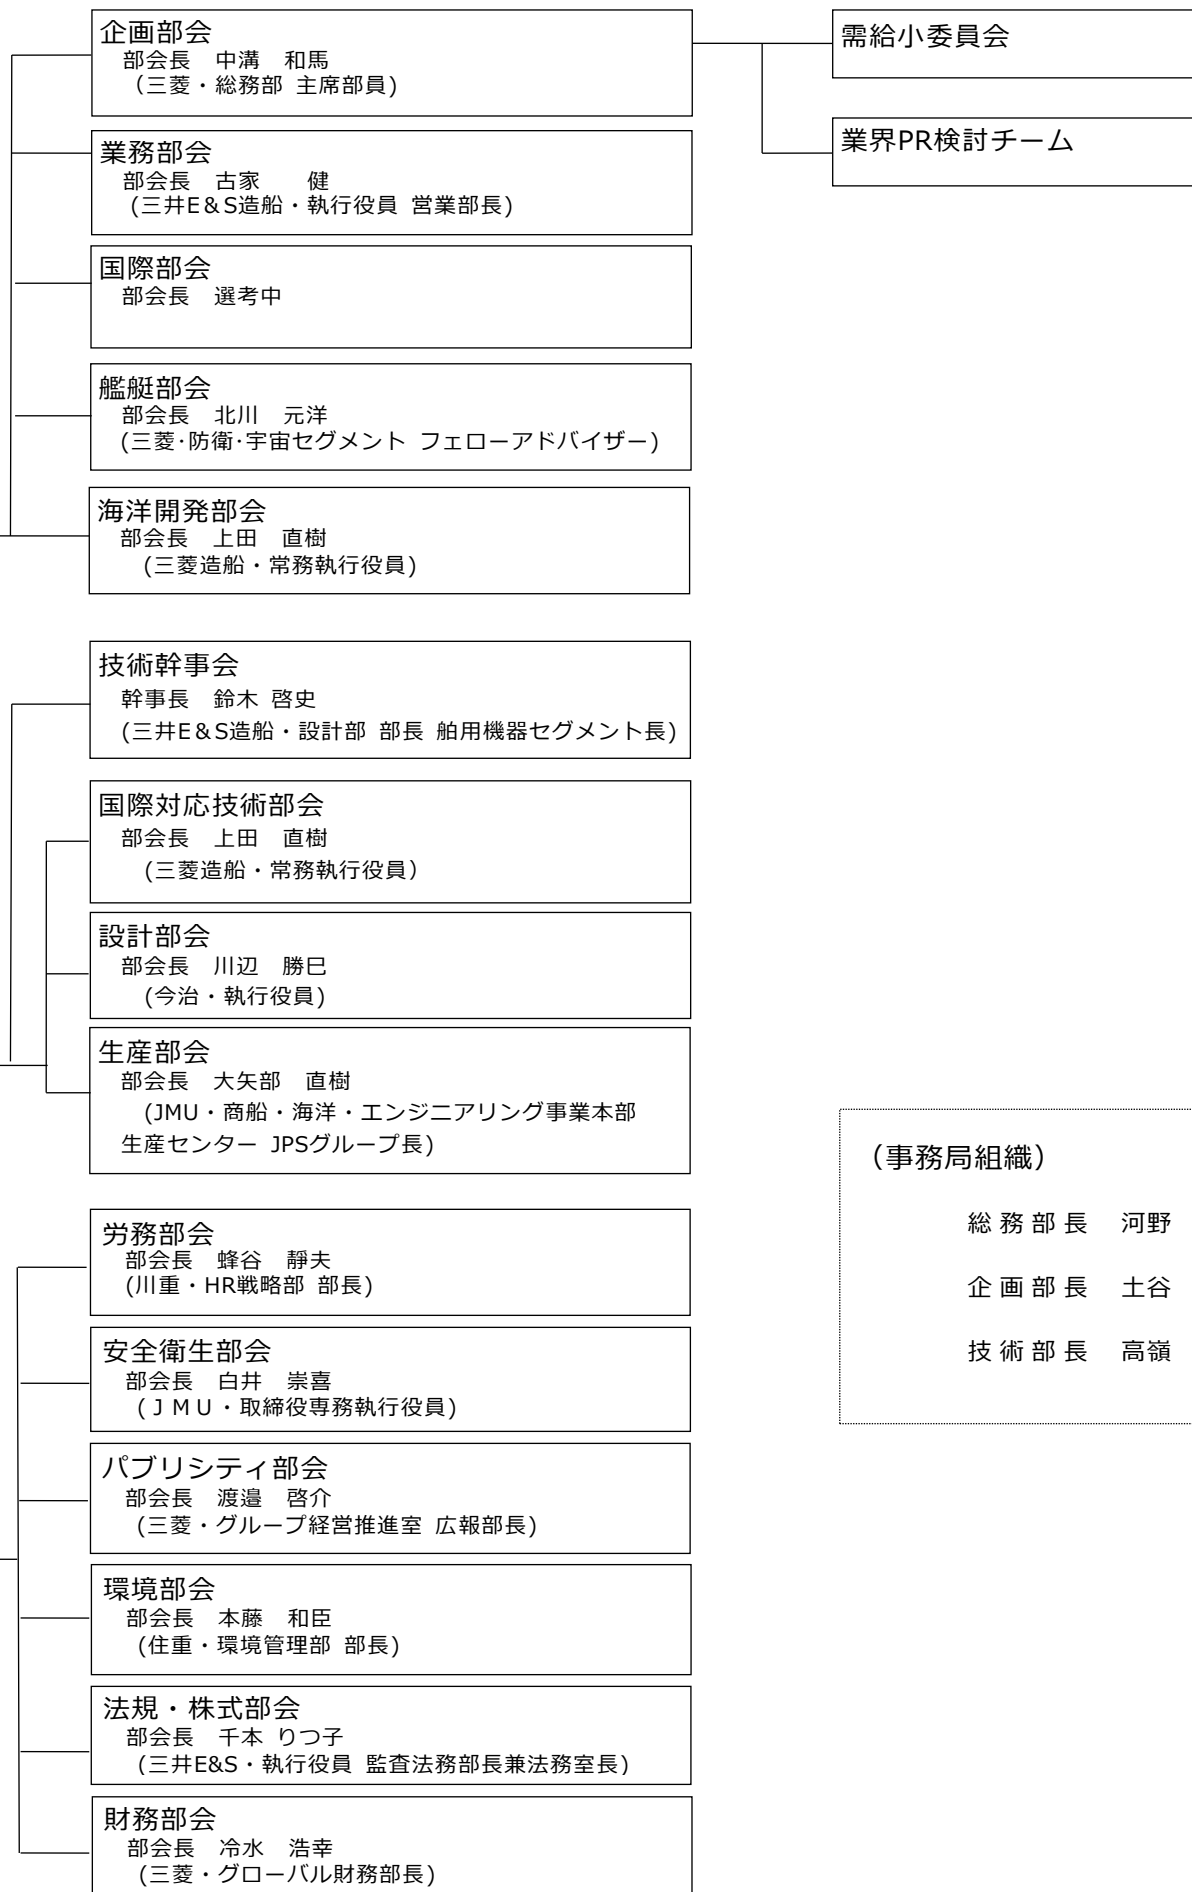 企画部会
部会長　中溝　和馬
（三菱・総務部 主席部員)
需給小委員会
業界PR検討チーム
業務部会
部会長　古家　　健
(三井E＆S造船・執行役員 営業部長)
国際部会
部会長　選考中
艦艇部会
部会長　北川　元洋
(三菱･防衛･宇宙セグメント フェローアドバイザー)
海洋開発部会
部会長　上田　直樹
(三菱造船・常務執行役員)
技術幹事会
幹事長　鈴木 啓史
(三井E＆S造船・設計部 部長 舶用機器セグメント長)
国際対応技術部会
部会長　上田　直樹
(三菱造船・常務執行役員）
設計部会
部会長　川辺　勝巳
(今治・執行役員)
生産部会
部会長　大矢部　直樹
(JMU・商船・海洋・エンジニアリング事業本部
生産センター JPSグループ長)
（事務局組織）
総 務 部 長　河野
企 画 部 長　土谷
技 術 部 長　高嶺
労務部会
部会長　蜂谷　靜夫
(川重・HR戦略部 部長)
安全衛生部会
部会長　白井　崇喜
(ＪＭＵ・取締役専務執行役員)
パブリシティ部会
部会長　渡邉　啓介
(三菱・グループ経営推進室 広報部長)
環境部会
部会長　本藤　和臣
(住重・環境管理部 部長)
法規・株式部会
部会長　千本 りつ子
(三井E&S・執行役員 監査法務部長兼法務室長)
財務部会
部会長　冷水　浩幸
(三菱・グローバル財務部長)